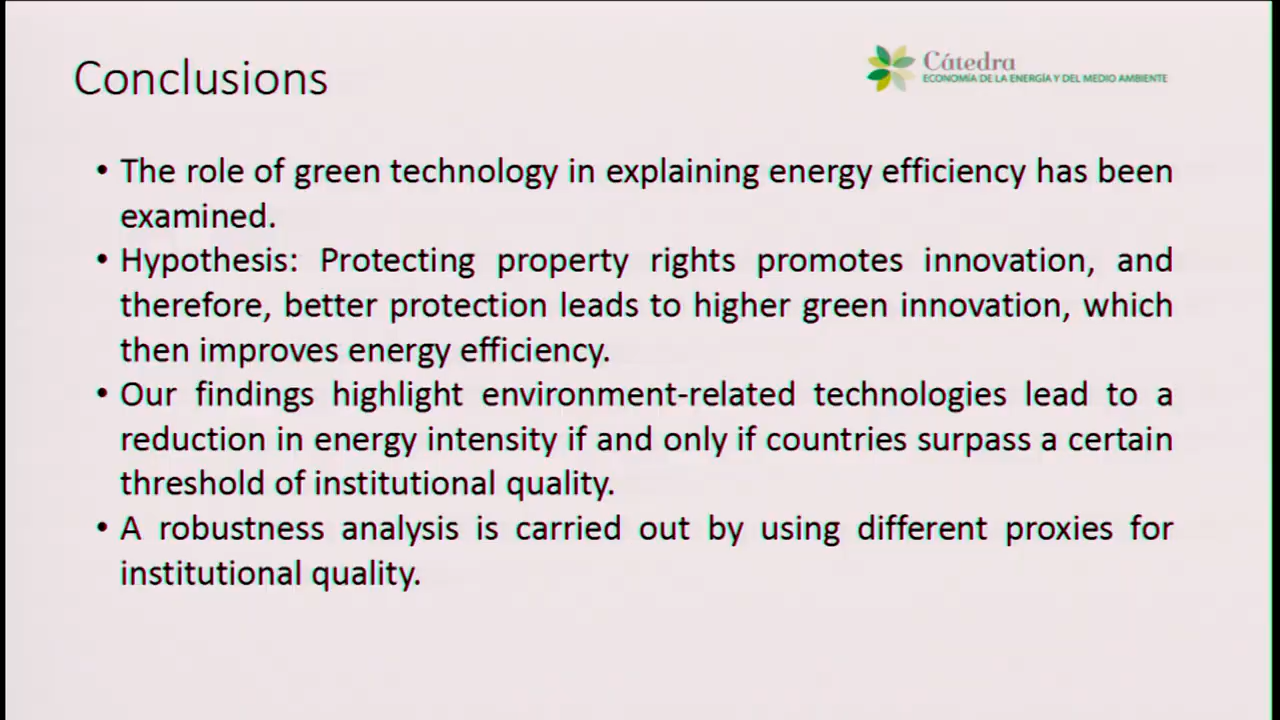 Conclusions
Cátedra
ECONOMÍA DE LA ENERGÍA Y DEL MEDIO AMBIENTE
• The role of green technology in explaining energy efficiency has been
examined.
• Hypothesis: Protecting property rights promotes innovation, and
therefore, better protection leads to higher green innovation, which
then improves energy efficiency.
• Our findings highlight environment-related technologies lead to a
reduction in energy intensity if and only if countries surpass a certain
threshold of institutional quality.
• A robustness analysis is carried out by using different proxies for
institutional quality.